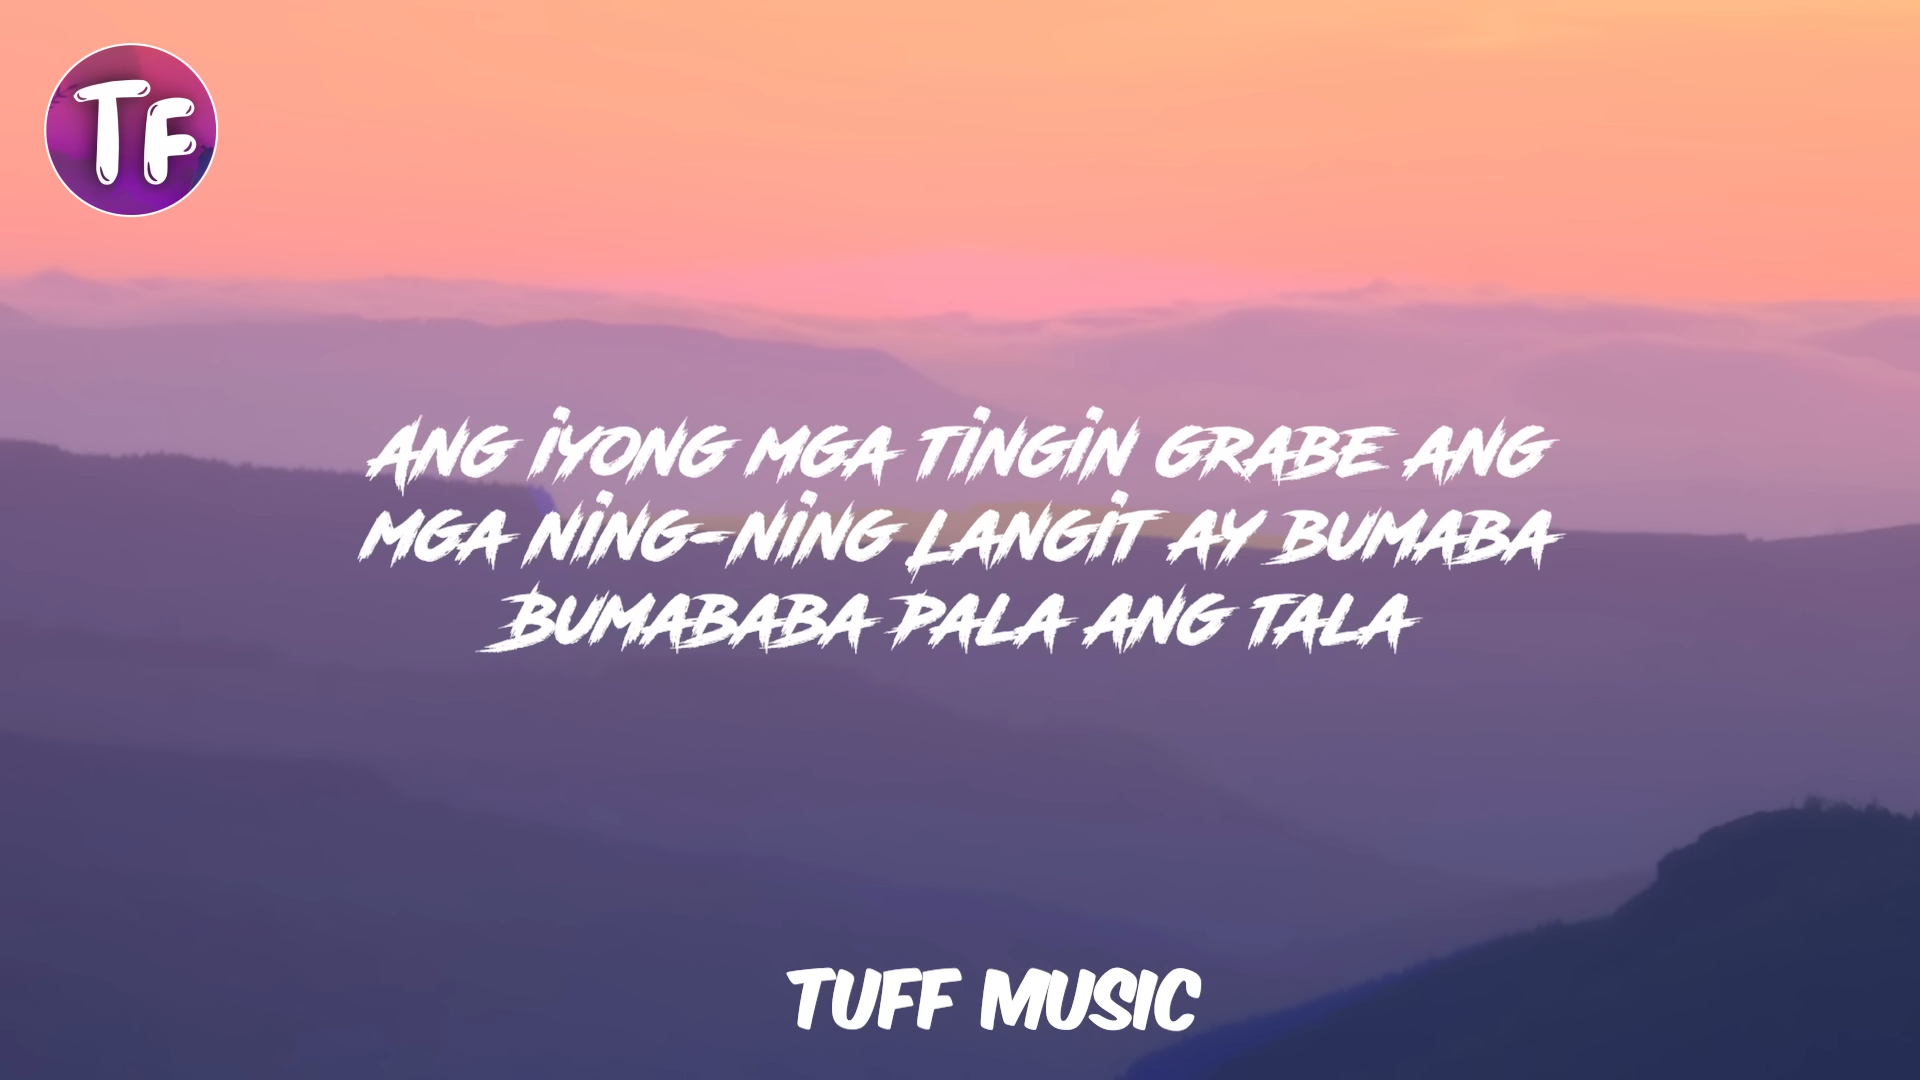 TF
Ang iyong mga tingin grabe ang
mga ning-ning Langit ay bumaba
Bumababa pala ang tala
TUFF MUSIC